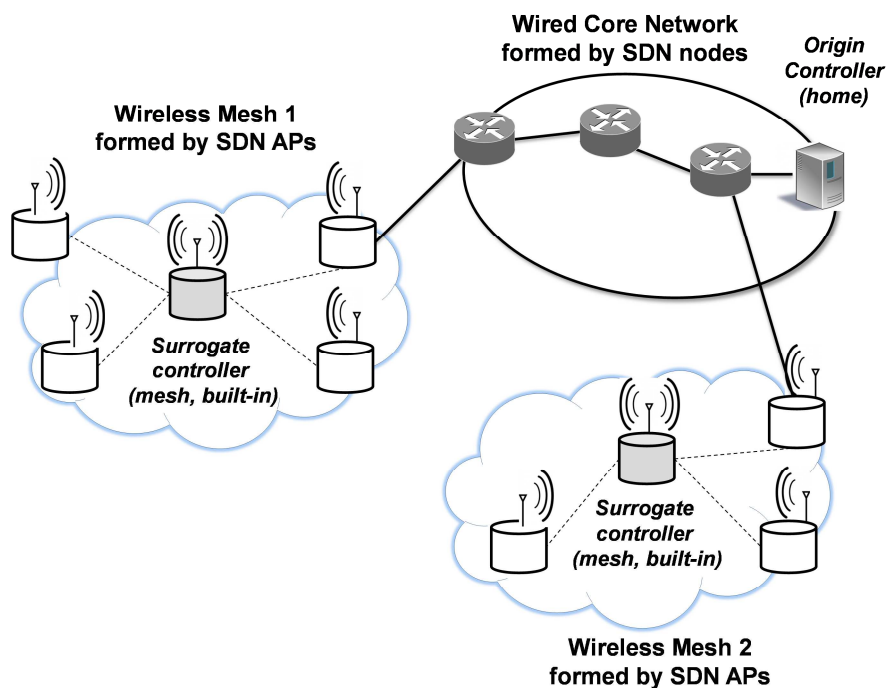 Wired Core Network
formed by SDN nodes
Origin
Controller
(home)
Wireless Mesh 1
formed by SDN APs
Surrogate
controller
(mesh, built-in)
Surrogate
controller
(mesh, built-in)
Wireless Mesh 2
formed by SDN APs